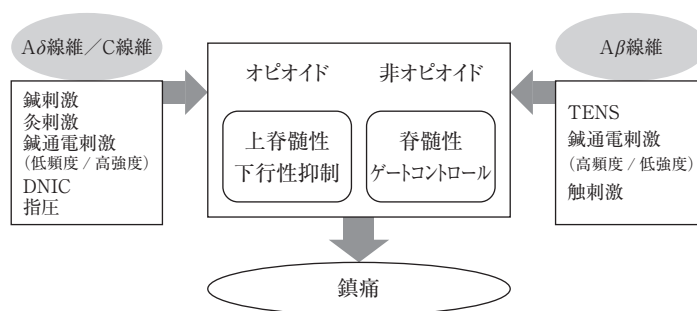 Aδ線維／C線維
鍼刺激
灸刺激
鍼通電刺激
(低頻度 / 高強度)
DNIC
指圧
オピオイド
非オピオイド
上脊髄性
下行性抑制
脊髄性
ゲートコントロール
Aβ線維
TENS
鍼通電刺激
(高頻度 / 低強度)
触刺激
鎮痛